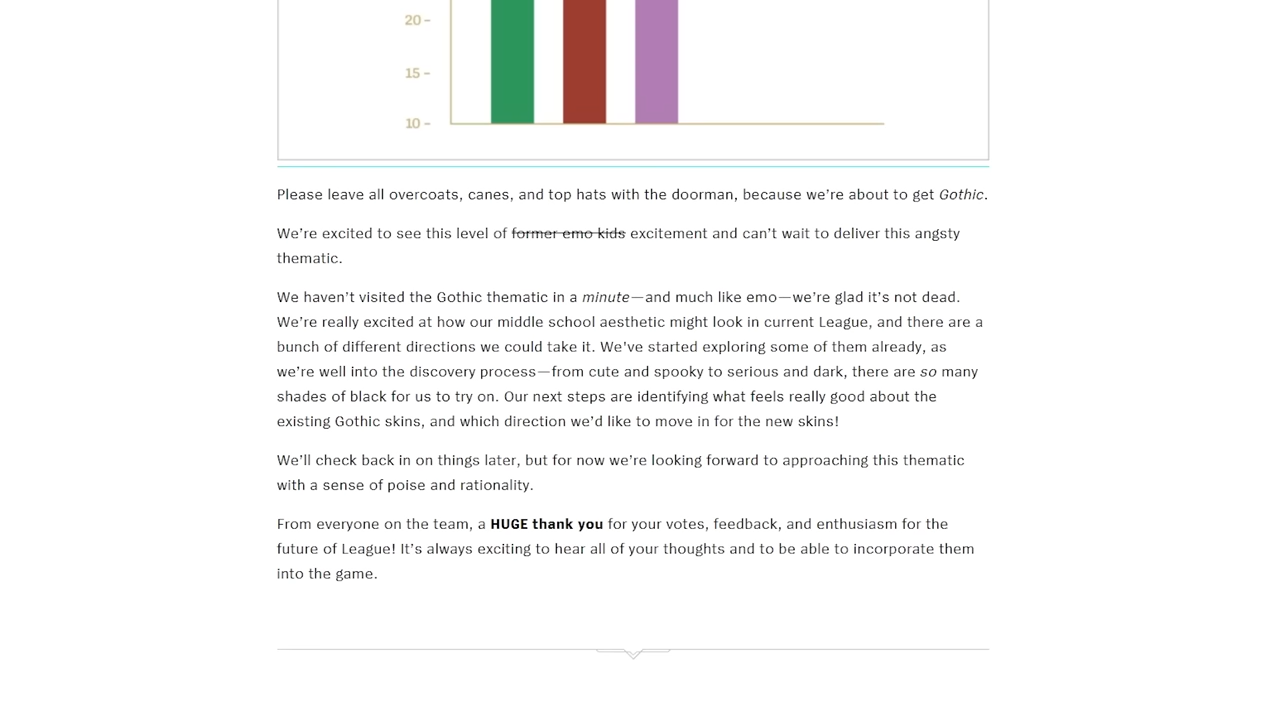 20 -
15 -
10 -
Please leave all overcoats, canes, and top hats with the doorman, because we’re about to get Gothic.
We’re excited to see this level of former emo kids excitement and can’t wait to deliver this angsty
thematic.
We haven’t visited the Gothic thematic in a minute—and much like emo—we’re glad it’s not dead.
We’re really excited at how our middle school aesthetic might look in current League, and there are a
bunch of different directions we could take it. We've started exploring some of them already, as
we’re well into the discovery process—from cute and spooky to serious and dark, there are so many
shades of black for us to try on. Our next steps are identifying what feels really good about the
existing Gothic skins, and which direction we’d like to move in for the new skins!
We’ll check back in on things later, but for now we’re looking forward to approaching this thematic
with a sense of poise and rationality.
From everyone on the team, a HUGE thank you for your votes, feedback, and enthusiasm for the
future of League! It’s always exciting to hear all of your thoughts and to be able to incorporate them
into the game.